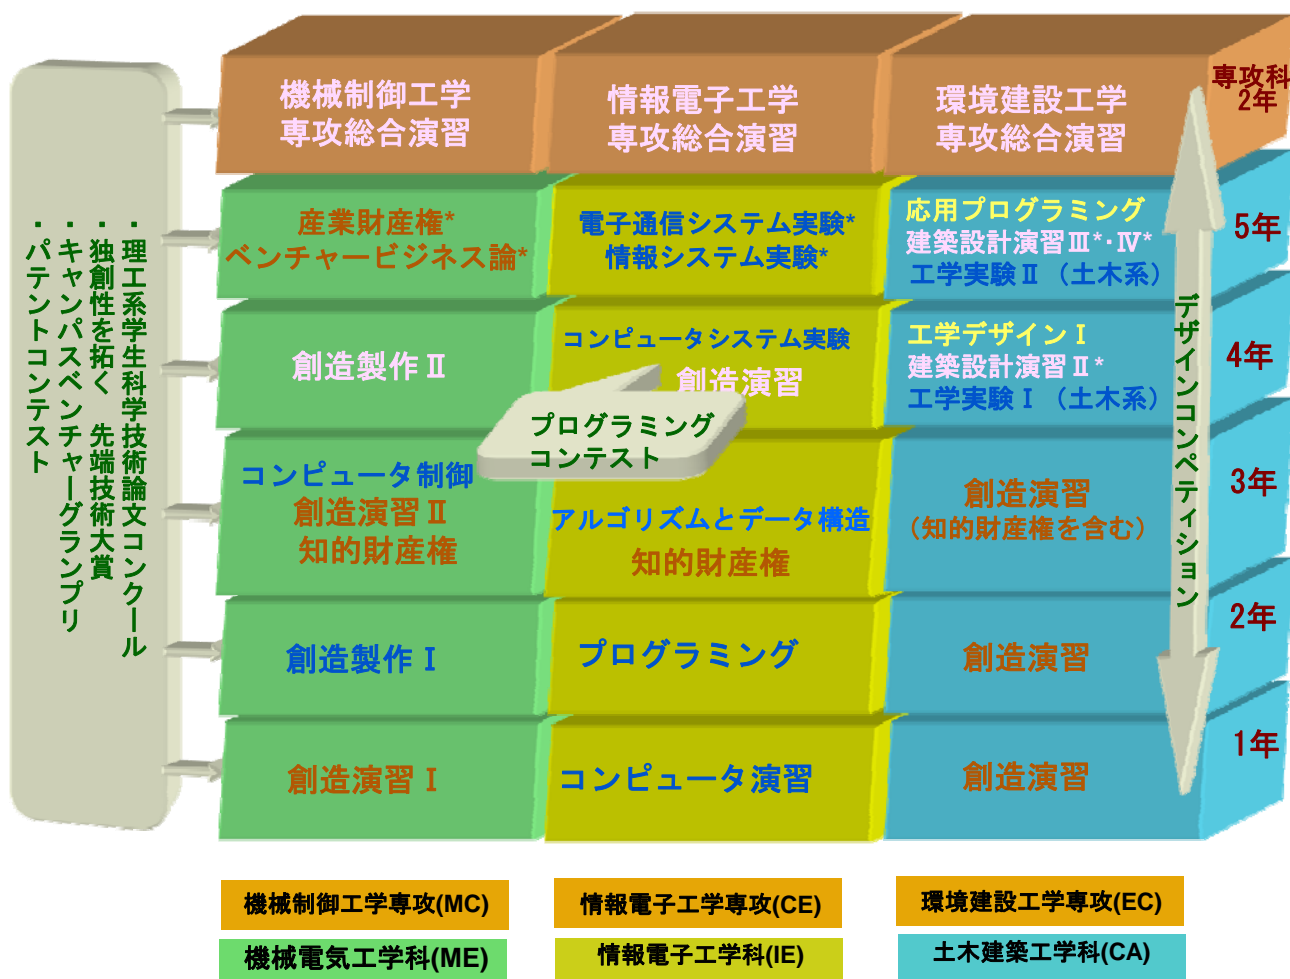 ・理工系学生科学技術論文コンクール
・独創性を拓く 先端技術大賞
・キャンパスベンチャーグランプリ
・パテントコンテスト
機械制御工学
専攻総合演習
情報電子工学
専攻総合演習
環境建設工学
専攻総合演習
専攻科
2年
産業財産権*
ベンチャービジネス論*
電子通信システム実験*
情報システム実験*
応用プログラミング
建築設計演習Ⅲ*・Ⅳ*
工学実験Ⅱ（土木系）
5年
創造製作Ⅱ
コンピュータシステム実験
創造演習
工学デザインⅠ
建築設計演習Ⅱ*
工学実験Ⅰ（土木系）
4年
プログラミング
コンテスト
デザインコンペティション
コンピュータ制御
創造演習Ⅱ
知的財産権
アルゴリズムとデータ構造
知的財産権
創造演習
（知的財産権を含む）
3年
創造製作Ⅰ
プログラミング
創造演習
2年
創造演習Ⅰ
コンピュータ演習
創造演習
1年
機械制御工学専攻(MC)
情報電子工学専攻(CE)
環境建設工学専攻(EC)
機械電気工学科(ME)
情報電子工学科(IE)
土木建築工学科(CA)